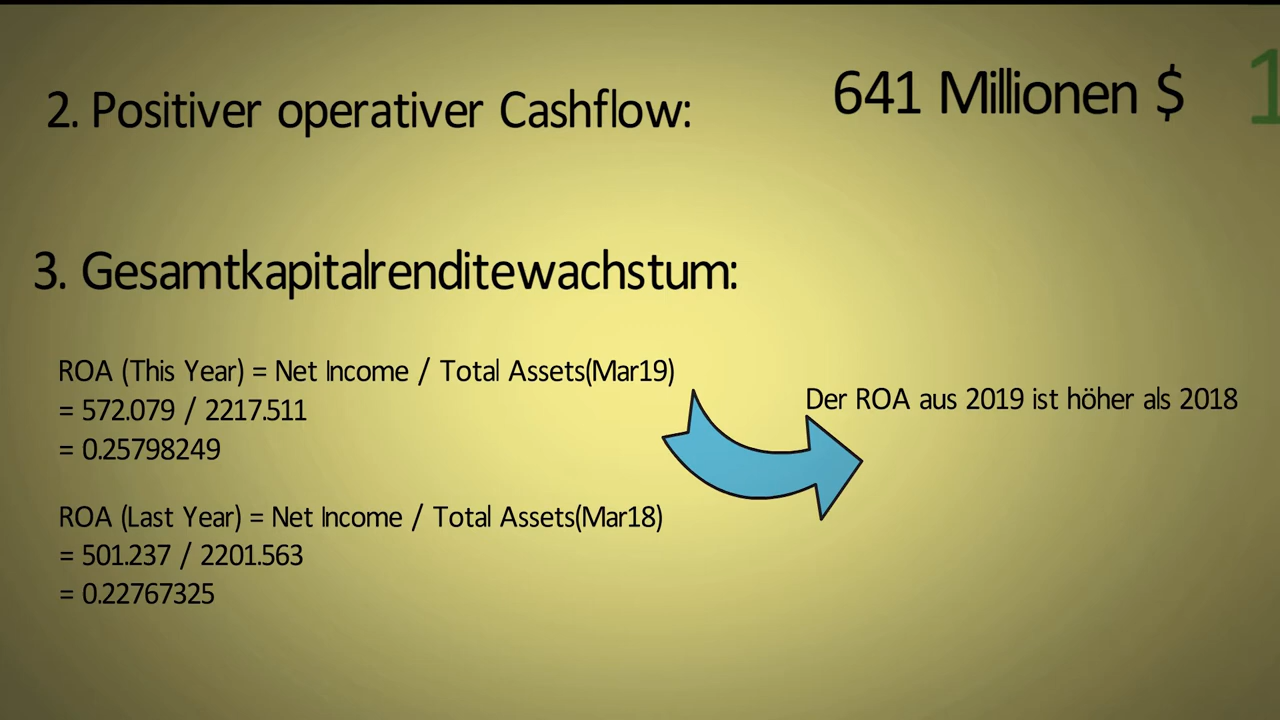 2. Positiver operativer Cashflow:
641 Millionen $
1
3. Gesamtkapitalrenditewachstum:
ROA (This Year) = Net Income / Total Assets(Mar19)
= 572.079 / 2217.511
= 0.25798249
Der ROA aus 2019 ist höher als 2018
ROA (Last Year) = Net Income / Total Assets(Mar18)
= 501.237 / 2201.563
= 0.22767325